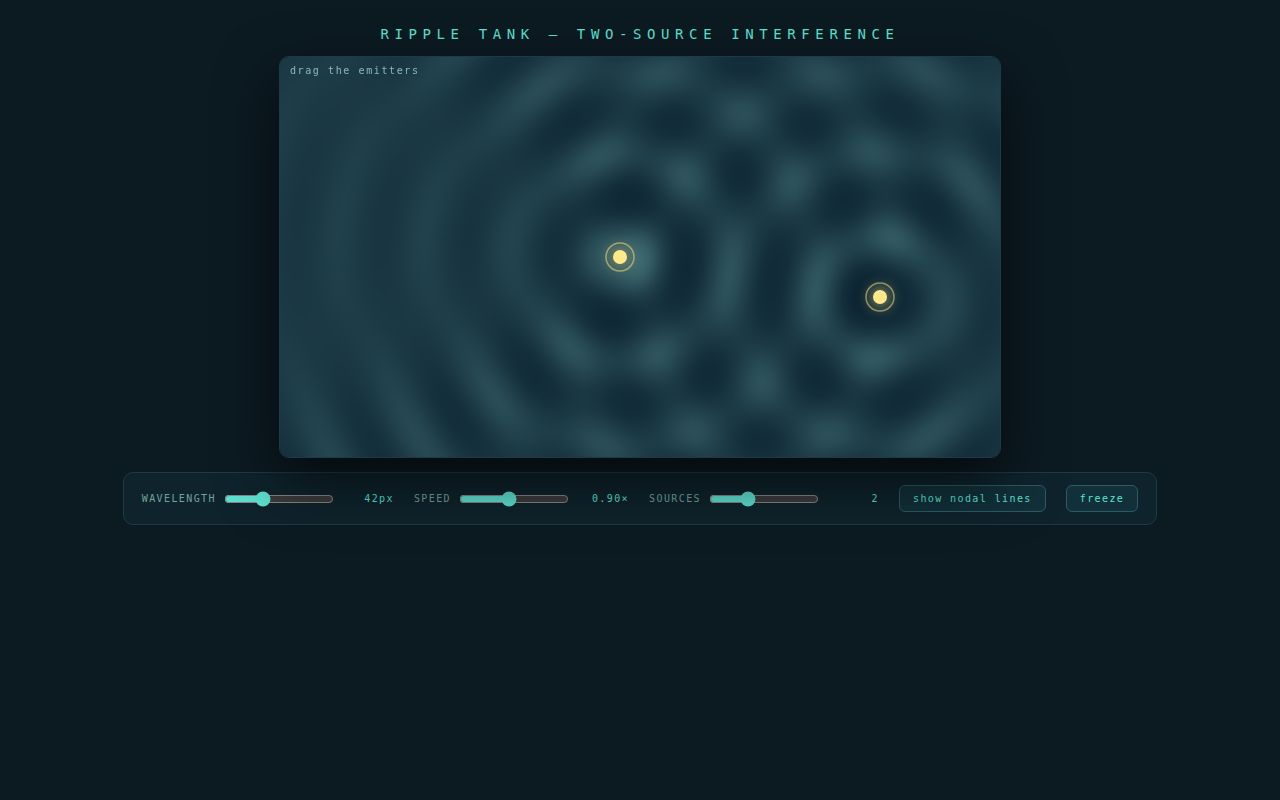 RIPPLE TANK — TWO-SOURCE INTERFERENCE
drag the emitters
WAVELENGTH 42px SPEED 0.90× SOURCES 2 show nodal lines freeze